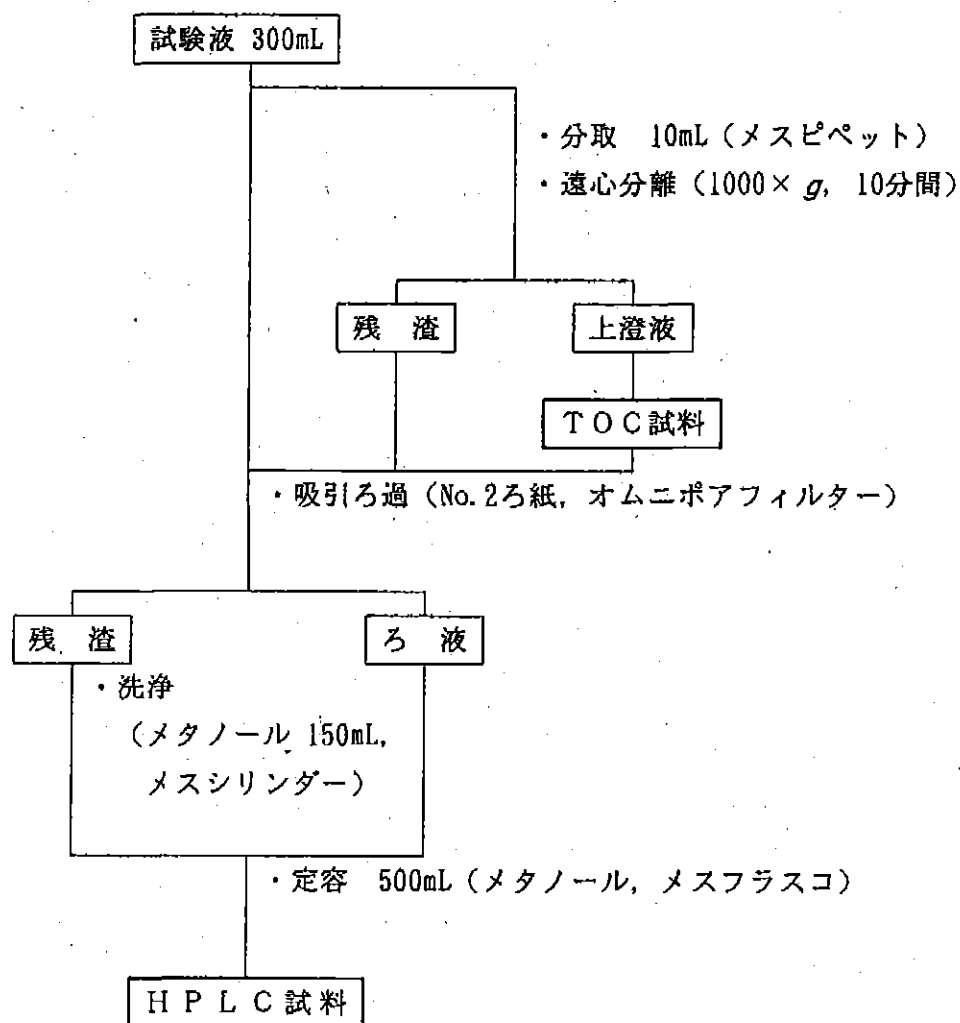 試験液 300mL
・分取 10mL(メスピペット)
・遠心分離(1000×g, 10分間)
残 渣
上澄液
TOC試料
・吸引ろ過(No.2ろ紙, オムニポアフィルター)
残 渣
ろ 液
・洗浄
(メタノール 150mL,
メスシリンダー)
・定容 500mL(メタノール, メスフラスコ)
HPLC試料